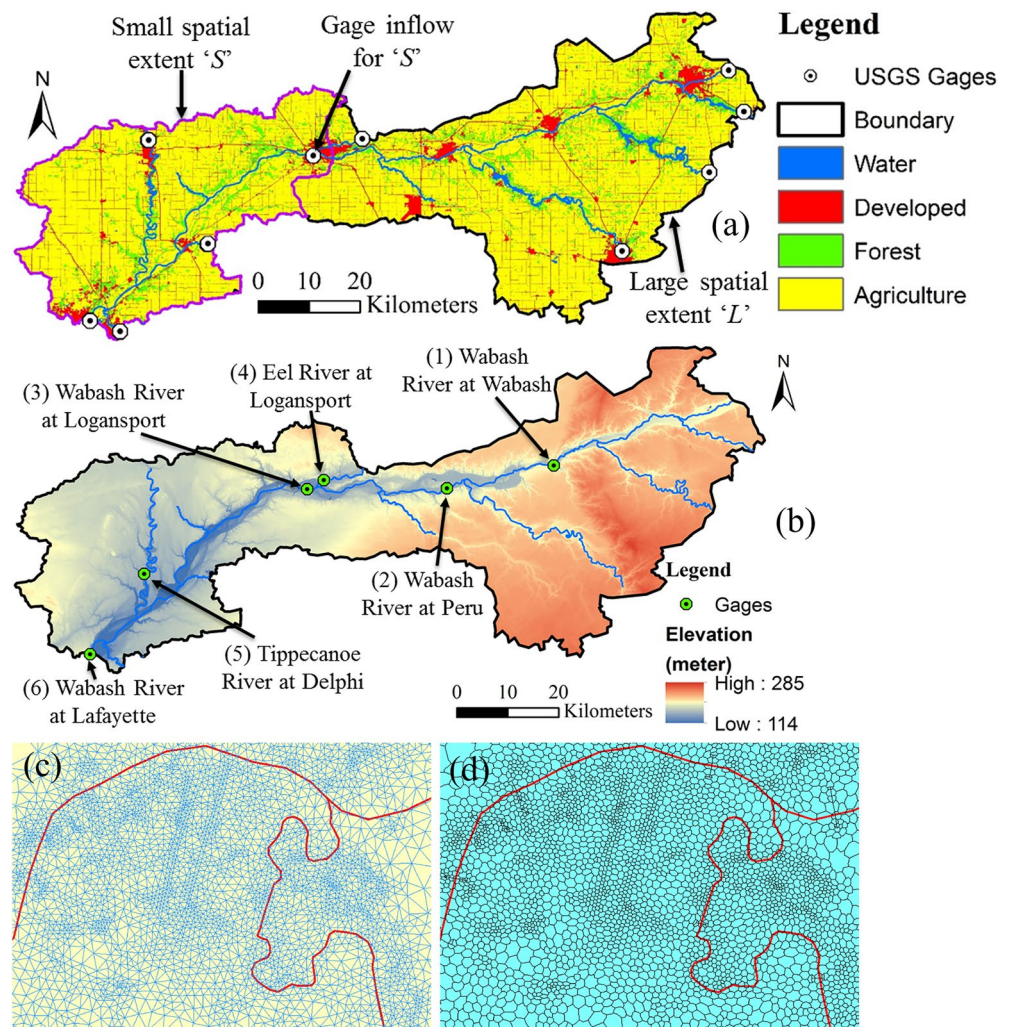 Small spatial
extent ‘S’
Gage inflow
for ‘S’
N
Legend
USGS Gages
Boundary
Water
Developed
Forest
Agriculture
(a)
0 10 20
Kilometers
Large spatial
extent ‘L’
(1) Wabash
River at Wabash
(4) Eel River at
Logansport
(3) Wabash River
at Logansport
N
(b)
(2) Wabash
River at Peru
Legend
Gages
Elevation
(meter)
High : 285
Low : 114
(5) Tippecanoe
River at Delphi
(6) Wabash River
at Lafayette
0 10 20
Kilometers
(c)
(d)